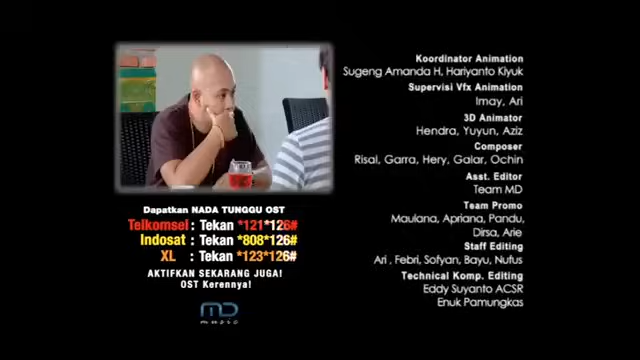 Dapatkan NADA TUNGGU OST
Telkomsel : Tekan *121*126#
Indosat : Tekan *808*126#
XL : Tekan *123*126#
AKTIFKAN SEKARANG JUGA!
OST Kerennya!
MD
music
Koordinator Animation
Sugeng Amanda H, Hariyanto Klyuk
Supervisi Vfx Animation
Imay, Ari
3D Animator
Hendra, Yuyun, Aziz
Composer
Risal, Garra, Hery, Galar, Ochin
Asst. Editor
Team MD
Team Promo
Maulana, Apriana, Pandu,
Dirsa, Arie
Staff Editing
Ari , Febri, Sofyan, Bayu, Nufus
Technical Komp. Editing
Eddy Suyanto ACSR
Enuk Pamungkas